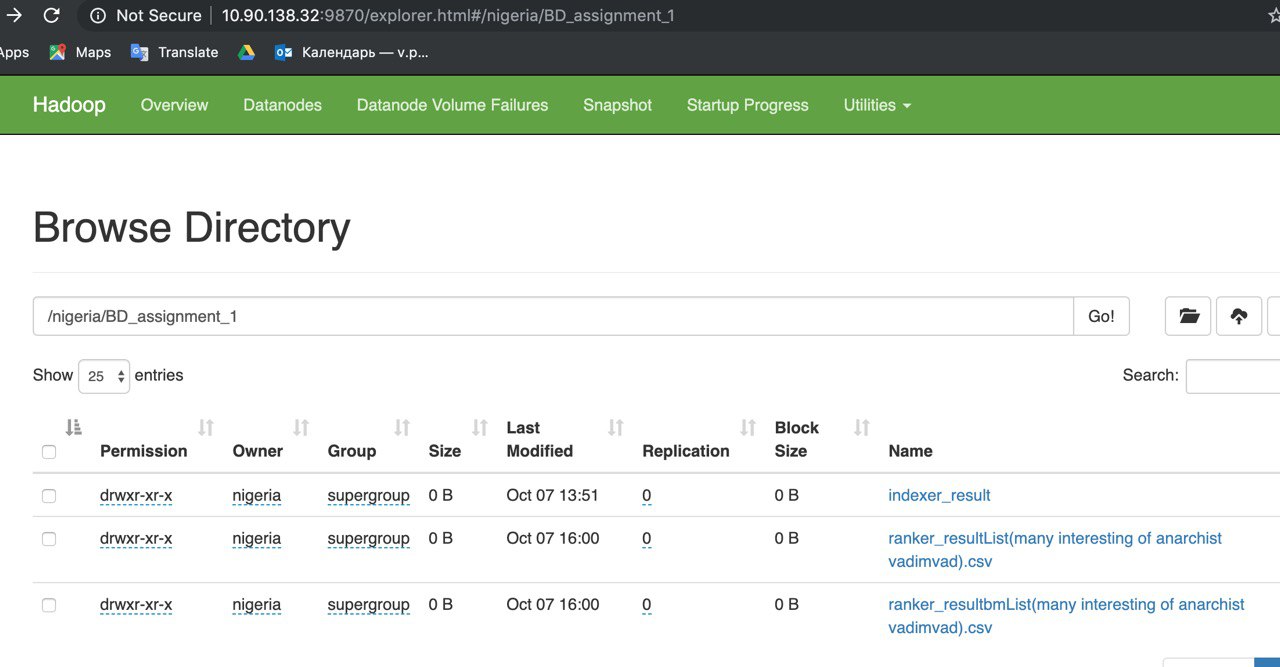 Not Secure 10.90.138.32:9870/explorer.html#/nigeria/BD_assignment_1
Apps Maps Translate Календарь — v.p...
Hadoop Overview Datanodes Datanode Volume Failures Snapshot Startup Progress Utilities
Browse Directory
/nigeria/BD_assignment_1 Go!
Show 25 entries Search:
Permission Owner Group Size Last Modified Replication Block Size Name
drwxr-xr-x nigeria supergroup 0 B Oct 07 13:51 0 0 B indexer_result
drwxr-xr-x nigeria supergroup 0 B Oct 07 16:00 0 0 B ranker_resultList(many interesting of anarchist
vadimvad).csv
drwxr-xr-x nigeria supergroup 0 B Oct 07 16:00 0 0 B ranker_resultbmList(many interesting of anarchist
vadimvad).csv